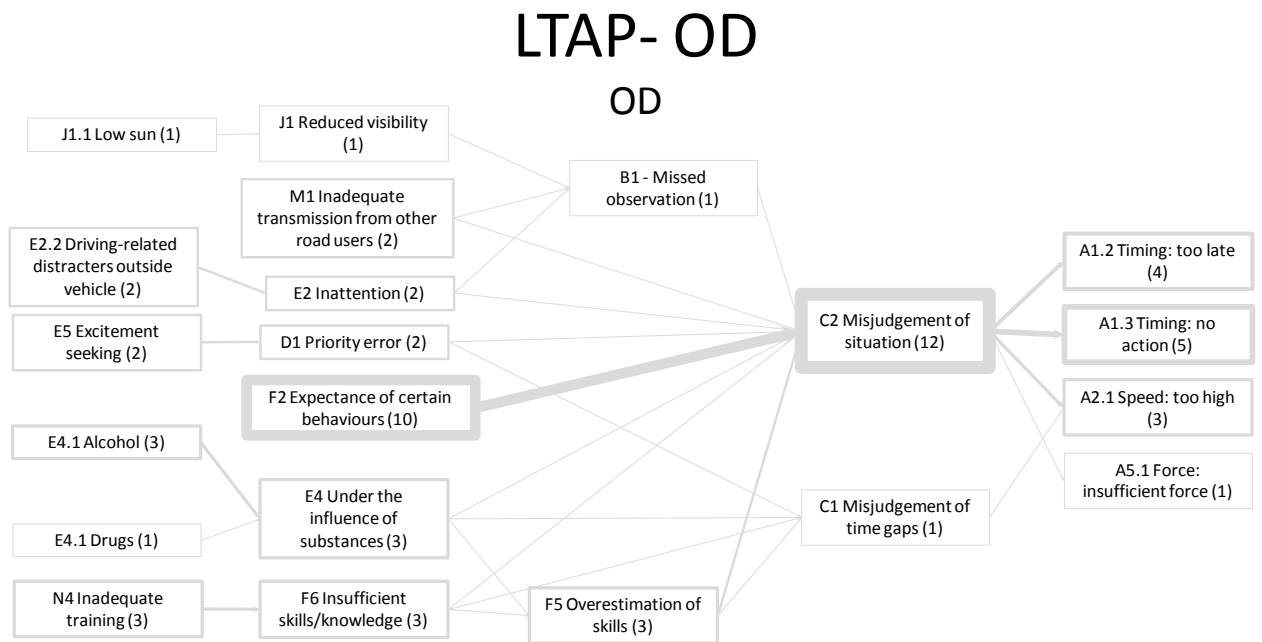 LTAP- OD
OD
J1.1 Low sun (1)
J1 Reduced visibility
(1)
B1 - Missed
observation (1)
M1 Inadequate
transmission from other
road users (2)
E2.2 Driving-related
distracters outside
vehicle (2)
E2 Inattention (2)
A1.2 Timing: too late
(4)
E5 Excitement
seeking (2)
D1 Priority error (2)
C2 Misjudgement of
situation (12)
A1.3 Timing: no
action (5)
F2 Expectance of certain
behaviours (10)
A2.1 Speed: too high
(3)
E4.1 Alcohol (3)
A5.1 Force:
insufficient force (1)
E4 Under the
influence of
substances (3)
C1 Misjudgement of
time gaps (1)
E4.1 Drugs (1)
N4 Inadequate
training (3)
F6 Insufficient
skills/knowledge (3)
F5 Overestimation of
skills (3)